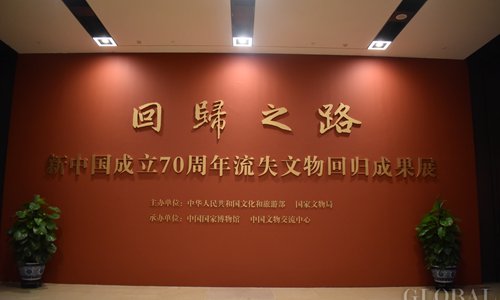 回歸之路
新中国成立70周年流失文物回归成果展
主办单位：中华人民共和国文化和旅游部 国家文物局
承办单位：中国国家博物馆 中国文物交流中心
GLOBAL